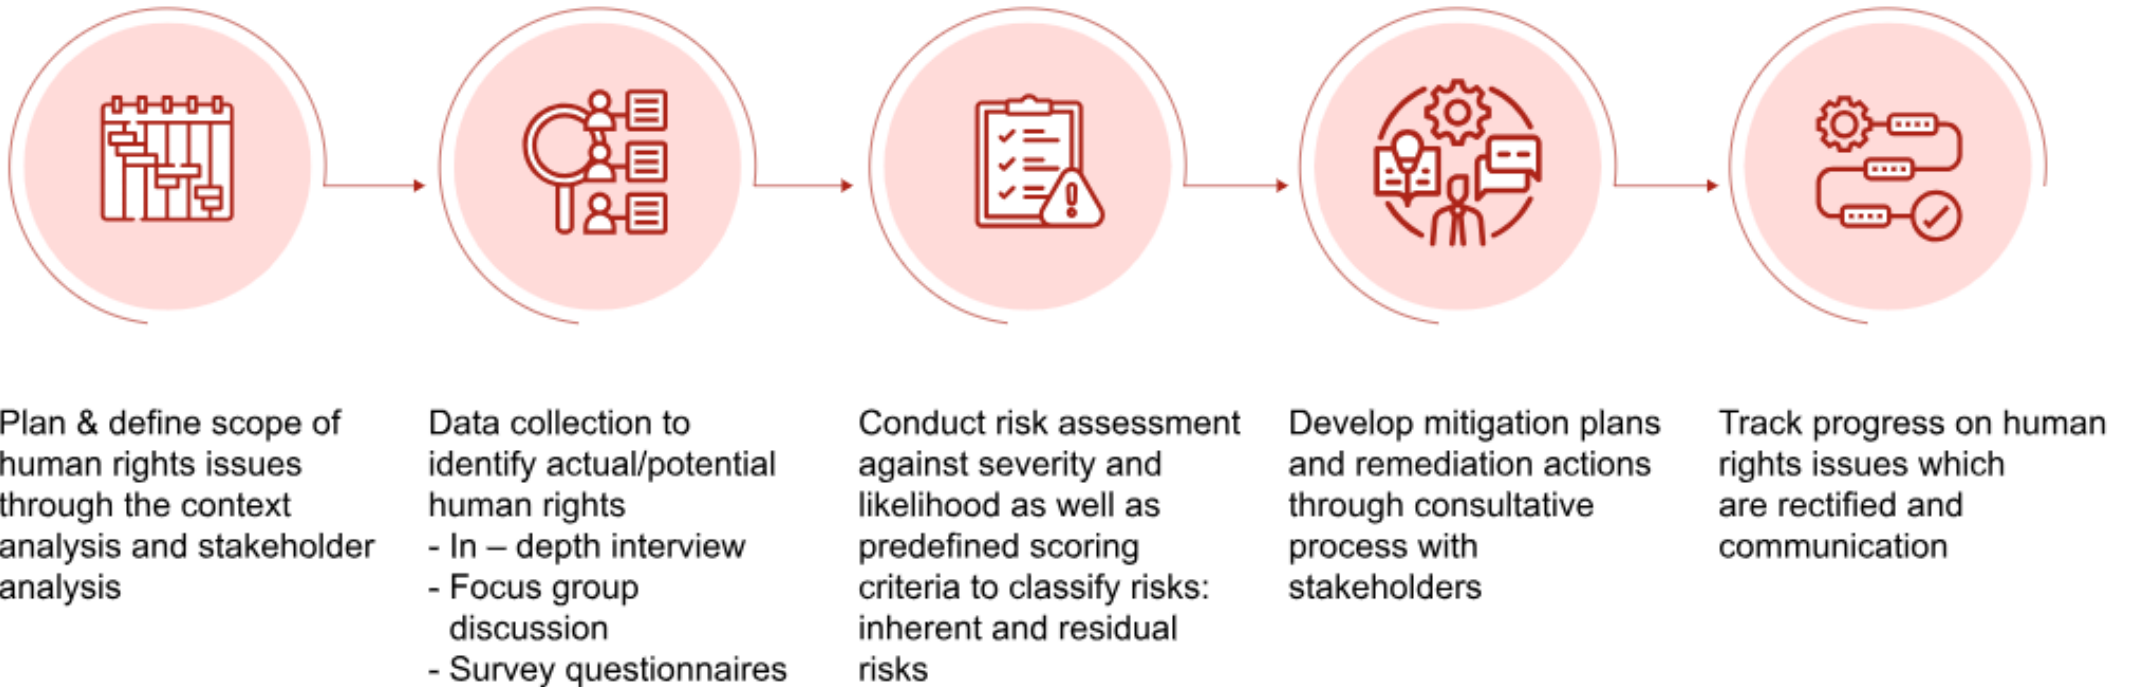 Plan & define scope of
human rights issues
through the context
analysis and stakeholder
analysis
Data collection to
identify actual/potential
human rights
- In – depth interview
- Focus group
discussion
- Survey questionnaires
Conduct risk assessment
against severity and
likelihood as well as
predefined scoring
criteria to classify risks:
inherent and residual
risks
Develop mitigation plans
and remediation actions
through consultative
process with
stakeholders
Track progress on human
rights issues which
are rectified and
communication